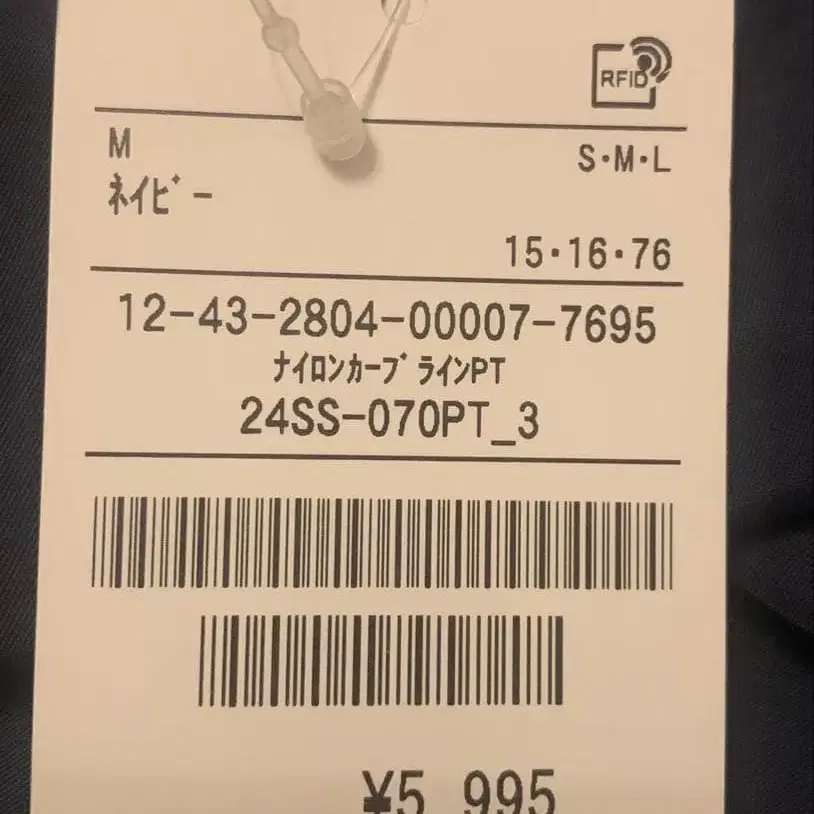 RFID
M
S・M・L
ﾈｲﾋﾞｰ
15・16・76
12-43-2804-00007-7695
ﾅｲﾛﾝｶｰﾌﾞﾗｲﾝPT
24SS-070PT_3
¥5,995